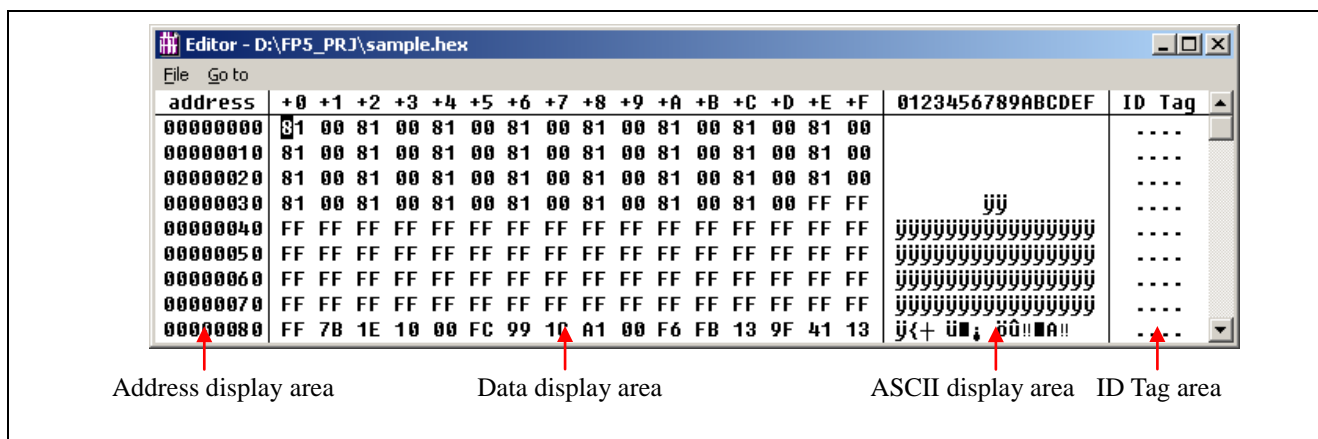 Editor - D:\FP5_PRJ\sample.hex
File Go to
address +0 +1 +2 +3 +4 +5 +6 +7 +8 +9 +A +B +C +D +E +F 0123456789ABCDEF ID Tag
00000000 81 00 81 00 81 00 81 00 81 00 81 00 81 00 81 00 ....
00000010 81 00 81 00 81 00 81 00 81 00 81 00 81 00 81 00 ....
00000020 81 00 81 00 81 00 81 00 81 00 81 00 81 00 81 00 ....
00000030 81 00 81 00 81 00 81 00 81 00 81 00 81 00 FF FF ÿÿ ....
00000040 FF FF FF FF FF FF FF FF FF FF FF FF FF FF FF FF ÿÿÿÿÿÿÿÿÿÿÿÿÿÿÿÿ ....
00000050 FF FF FF FF FF FF FF FF FF FF FF FF FF FF FF FF ÿÿÿÿÿÿÿÿÿÿÿÿÿÿÿÿ ....
00000060 FF FF FF FF FF FF FF FF FF FF FF FF FF FF FF FF ÿÿÿÿÿÿÿÿÿÿÿÿÿÿÿÿ ....
00000070 FF FF FF FF FF FF FF FF FF FF FF FF FF FF FF FF ÿÿÿÿÿÿÿÿÿÿÿÿÿÿÿÿ ....
00000080 FF 7B 1E 10 00 FC 99 A1 00 F6 FB 13 9F 41 13 ÿ{+ ü■¡ öû‼■A‼ ....
Address display area Data display area ASCII display area ID Tag area